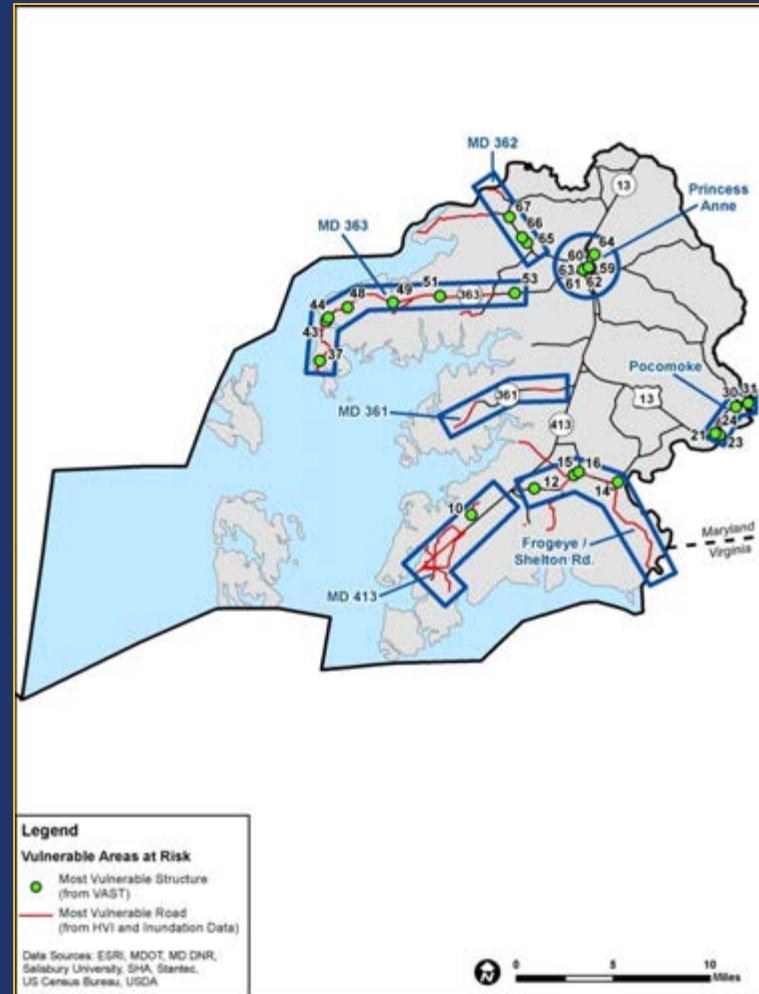 MD 362
13
Princess
Anne
67
66
65
64
60
59
63
62
61
MD 363
53
51
363
49
48
44
43
37
Pocomoke
31
30
13
24
21
23
361
MD 361
413
15
16
12
14
10
Maryland
Virginia
Frogeye /
Shelton Rd.
MD 413
Legend
Vulnerable Areas at Risk
Most Vulnerable Structure
(from VAST)
Most Vulnerable Road
(from HVI and Inundation Data)
Data Sources: ESRI, MDOT, MD DNR,
Salisbury University, SHA, Stantec,
US Census Bureau, USDA
N
0 5 10
Miles